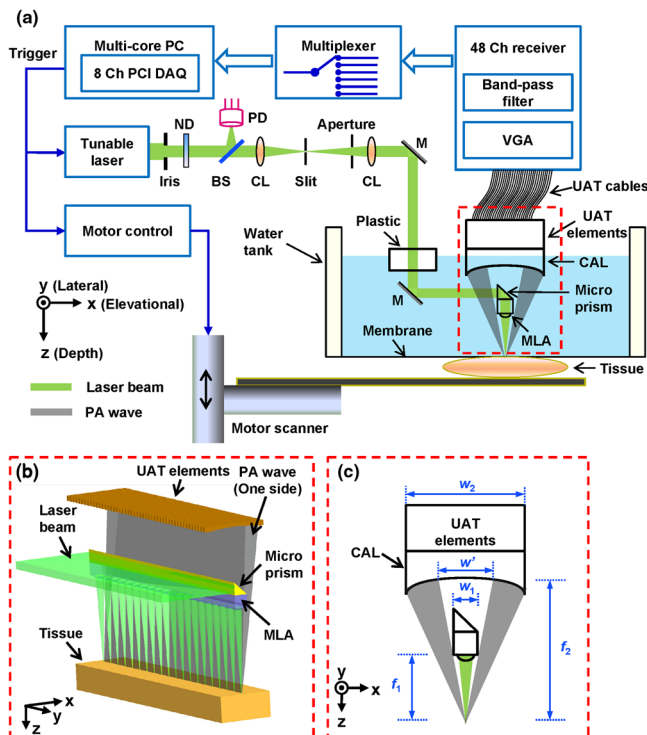 (a)
Trigger
Multi-core PC
8 Ch PCI DAQ
Multiplexer
48 Ch receiver
Band-pass
filter
VGA
Tunable
laser
Iris
ND
PD
BS
CL
Slit
Aperture
CL
M
UAT cables
Motor control
Water
tank
Plastic
M
UAT
elements
CAL
Micro
prism
MLA
Membrane
Tissue
y (Lateral)
x (Elevational)
z (Depth)
Laser beam
PA wave
Motor scanner
(b)
UAT elements
PA wave
(One side)
Laser
beam
Micro
prism
MLA
Tissue
x
y
z
(c)
w2
UAT
elements
CAL
w'
w1
f1
f2
y
x
z